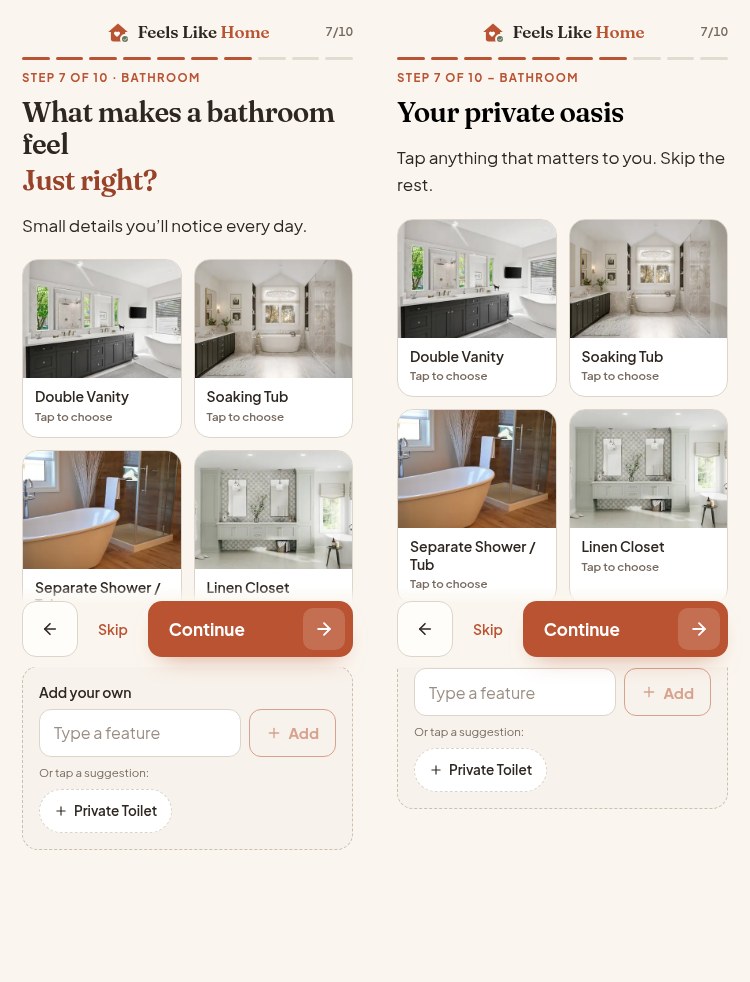 Feels Like Home
7/10
STEP 7 OF 10 · BATHROOM
What makes a bathroom
feel
Just right?
Small details you’ll notice every day.
Double Vanity
Tap to choose
Soaking Tub
Tap to choose
Separate Shower /
Linen Closet
Skip
Continue
Add your own
Type a feature
+ Add
Or tap a suggestion:
+ Private Toilet
Feels Like Home
7/10
STEP 7 OF 10 – BATHROOM
Your private oasis
Tap anything that matters to you. Skip the
rest.
Double Vanity
Tap to choose
Soaking Tub
Tap to choose
Separate Shower /
Tub
Tap to choose
Linen Closet
Tap to choose
Skip
Continue
Type a feature
+ Add
Or tap a suggestion:
+ Private Toilet